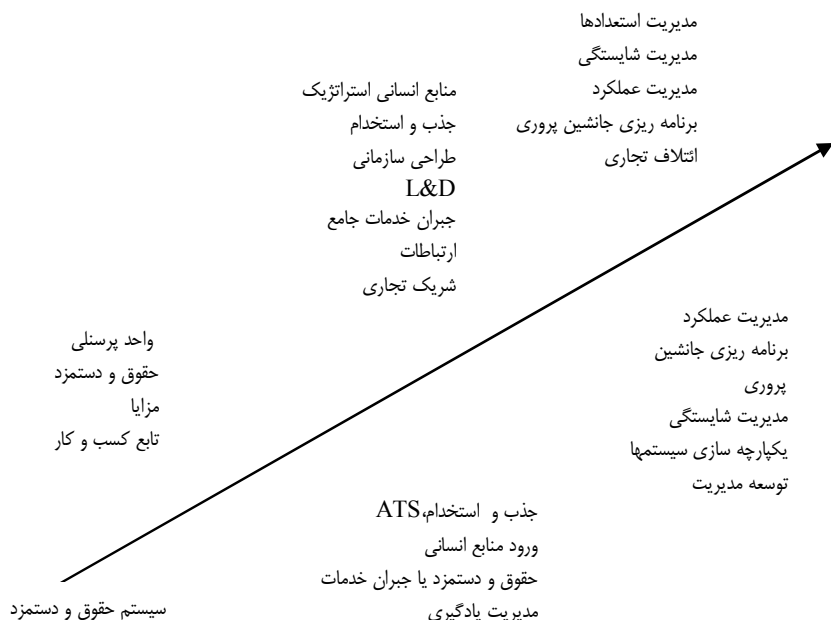 مدیریت استعدادها
مدیریت شایستگی
مدیریت عملکرد
برنامه ریزی جانشین پروری
ائتلاف تجاری
منابع انسانی استراتژیک
جذب و استخدام
طراحی سازمانی
L&D
جبران خدمات جامع
ارتباطات
شریک تجاری
واحد پرسنلی
حقوق و دستمزد
مزایا
تابع کسب و کار
مدیریت عملکرد
برنامه ریزی جانشین
پروری
مدیریت شایستگی
یکپارچه سازی سیستمها
توسعه مدیریت
جذب و استخدام،ATS
ورود منابع انسانی
حقوق و دستمزد یا جبران خدمات
مدیریت یادگیری
سیستم حقوق و دستمزد